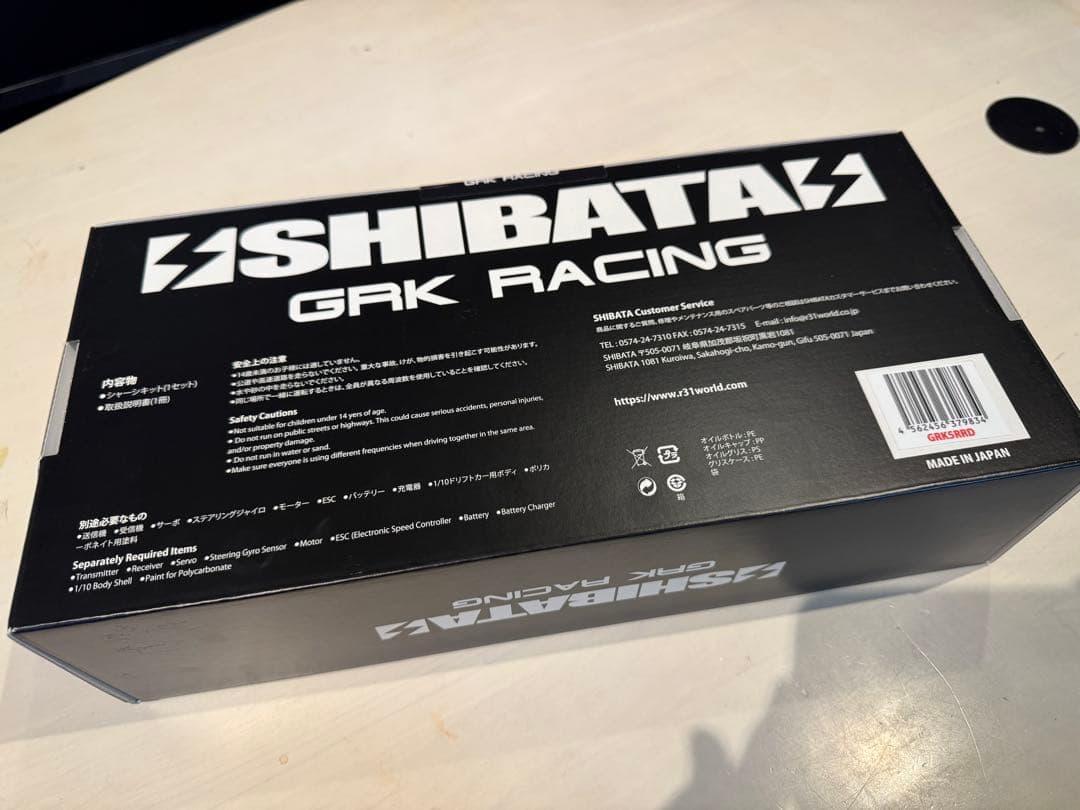 GRK RACING
SHIBATA
GRK RACING
内容物
●シャーシキット(1セット)
●取扱説明書(1冊)
安全上の注意
●14歳未満のお子様には適していません。
●公道や高速道路を走らないでください。重大な事故、けが、物的損害を引き起こす可能性があります。
●水や砂の中を走らないでください。
●同じ場所で一緒に運転するときは、全員が異なる周波数を使用していることを確認してください。
Safety Cautions
●Not suitable for children under 14 yers of age.
●Do not run on public streets or highways. This could cause serious accidents, personal injuries,
and/or property damage.
●Do not run in water or sand.
●Make sure everyone is using different frequencies when driving together in the same area.
SHIBATA Customer Service
商品に関するご質問、修理やメンテナンス用のスペアパーツ等のご相談はSHIBATAカスタマーサービスまでお問い合わせください。
TEL : 0574-24-7310 FAX : 0574-24-7315 E-mail : info@r31world.co.jp
SHIBATA 〒505-0071 岐阜県加茂郡坂祝町黒岩1081
SHIBATA 1081 Kuroiwa, Sakahogi-cho, Kamo-gun, Gifu 505-0071 Japan
https://www.r31world.com
プラ
箱
オイルボトル : PE
オイルキャップ : PP
オイルグリス : PS
グリスケース : PE
袋
4 562456 379834
GRK5RRD
MADE IN JAPAN
別途必要なもの
●送信機 ●受信機 ●サーボ ●ステアリングジャイロ ●モーター ●ESC ●バッテリー ●充電器 ●1/10ドリフトカー用ボディ ●ポリカ
ーボネイト用塗料
Separately Required Items
●Transmitter ●Receiver ●Servo ●Steering Gyro Sensor ●Motor ●ESC (Electronic Speed Controller ●Battery ●Battery Charger
●1/10 Body Shell ●Paint for Polycarbonate
SHIBATA
GRK RACING